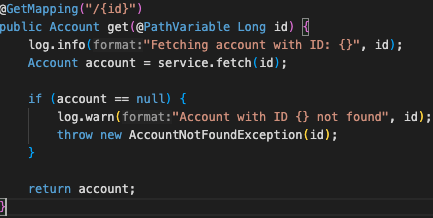 @GetMapping("/{id}")
public Account get(@PathVariable Long id) {
    log.info(format:"Fetching account with ID: {}", id);
    Account account = service.fetch(id);

    if (account == null) {
        log.warn(format:"Account with ID {} not found", id);
        throw new AccountNotFoundException(id);
    }

    return account;
}